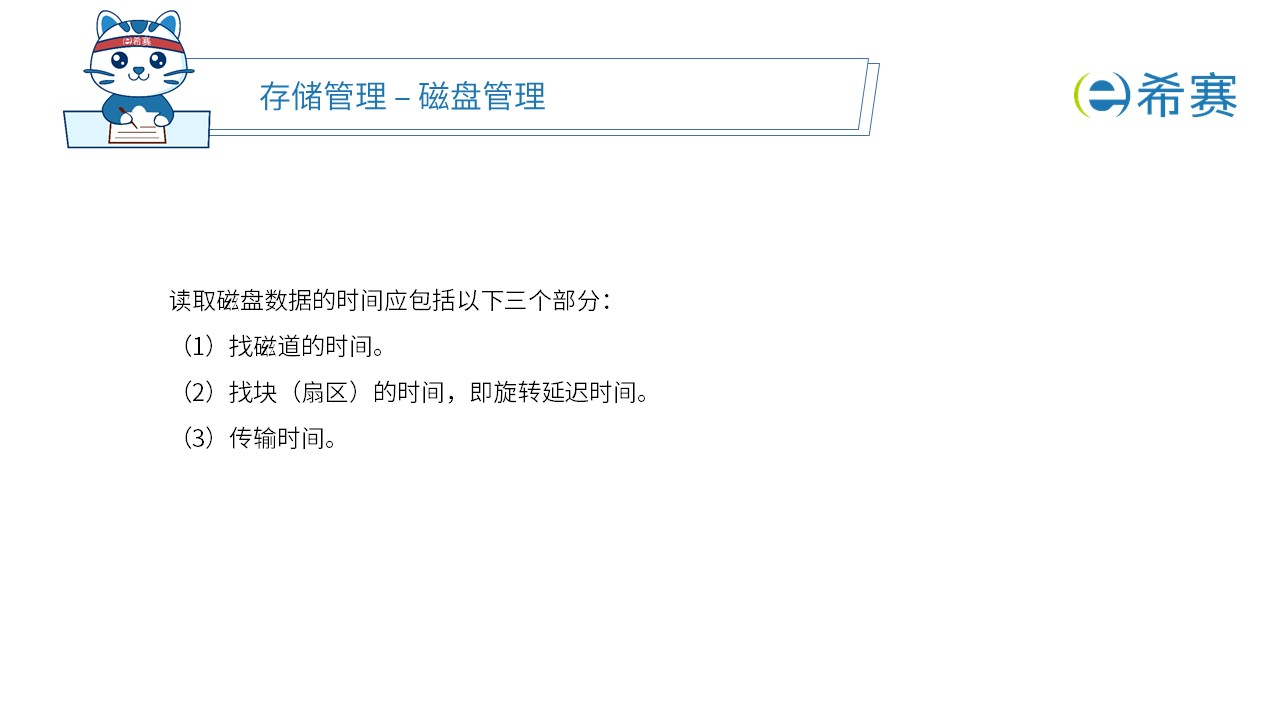 希赛
存储管理 – 磁盘管理
希赛
读取磁盘数据的时间应包括以下三个部分：
（1）找磁道的时间。
（2）找块（扇区）的时间，即旋转延迟时间。
（3）传输时间。